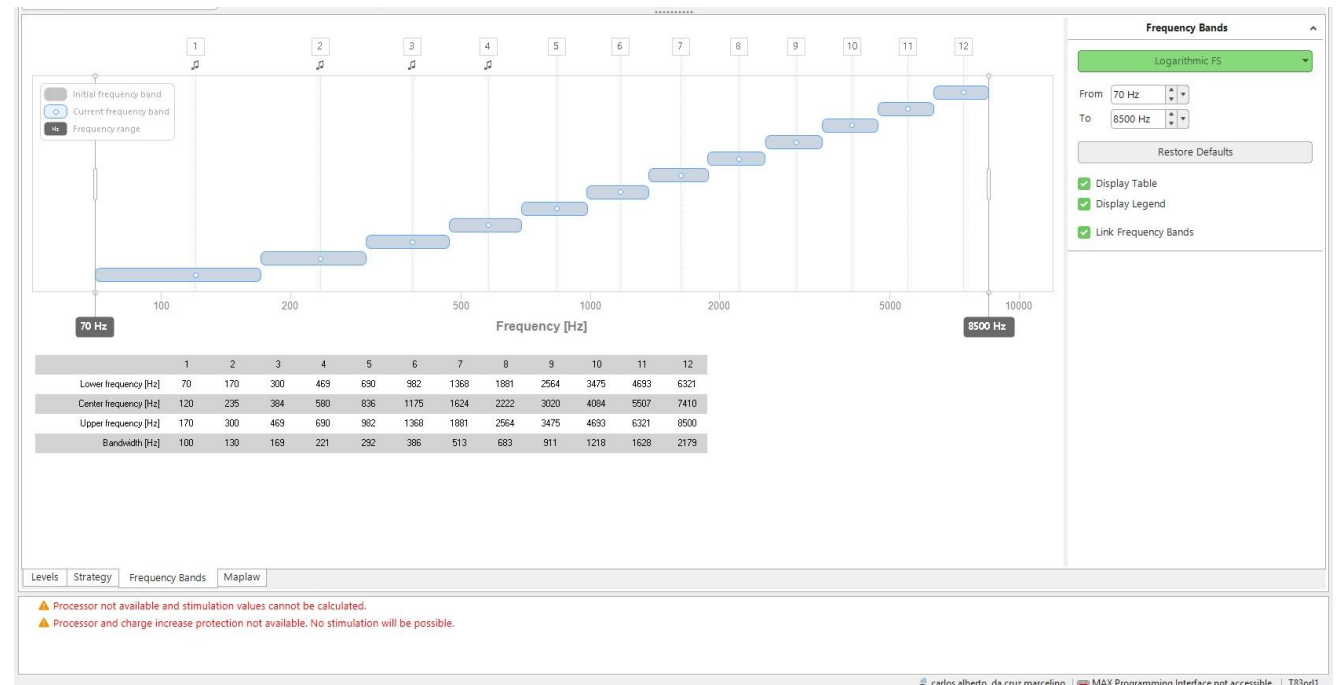 1 2 3 4 5 6 7 8 9 10 11 12
Initial frequency band
Current frequency band
Hz Frequency range
100 200 500 1000 2000 5000 10000
70 Hz Frequency [Hz] 8500 Hz
1 2 3 4 5 6 7 8 9 10 11 12
Lower frequency [Hz] 70 170 300 469 690 982 1368 1881 2564 3475 4693 6321
Center frequency [Hz] 120 235 384 580 836 1175 1624 2222 3020 4084 5507 7410
Upper frequency [Hz] 170 300 469 690 982 1368 1881 2564 3475 4693 6321 8500
Bandwidth [Hz] 100 130 169 221 292 386 513 683 911 1218 1628 2179
Frequency Bands
Logarithmic FS
From 70 Hz
To 8500 Hz
Restore Defaults
Display Table
Display Legend
Link Frequency Bands
Levels Strategy Frequency Bands Maplaw
Processor not available and stimulation values cannot be calculated.
Processor and charge increase protection not available. No stimulation will be possible.
carlos alberto, da cruz marcelino MAX Programming Interface not accessible T83orl1